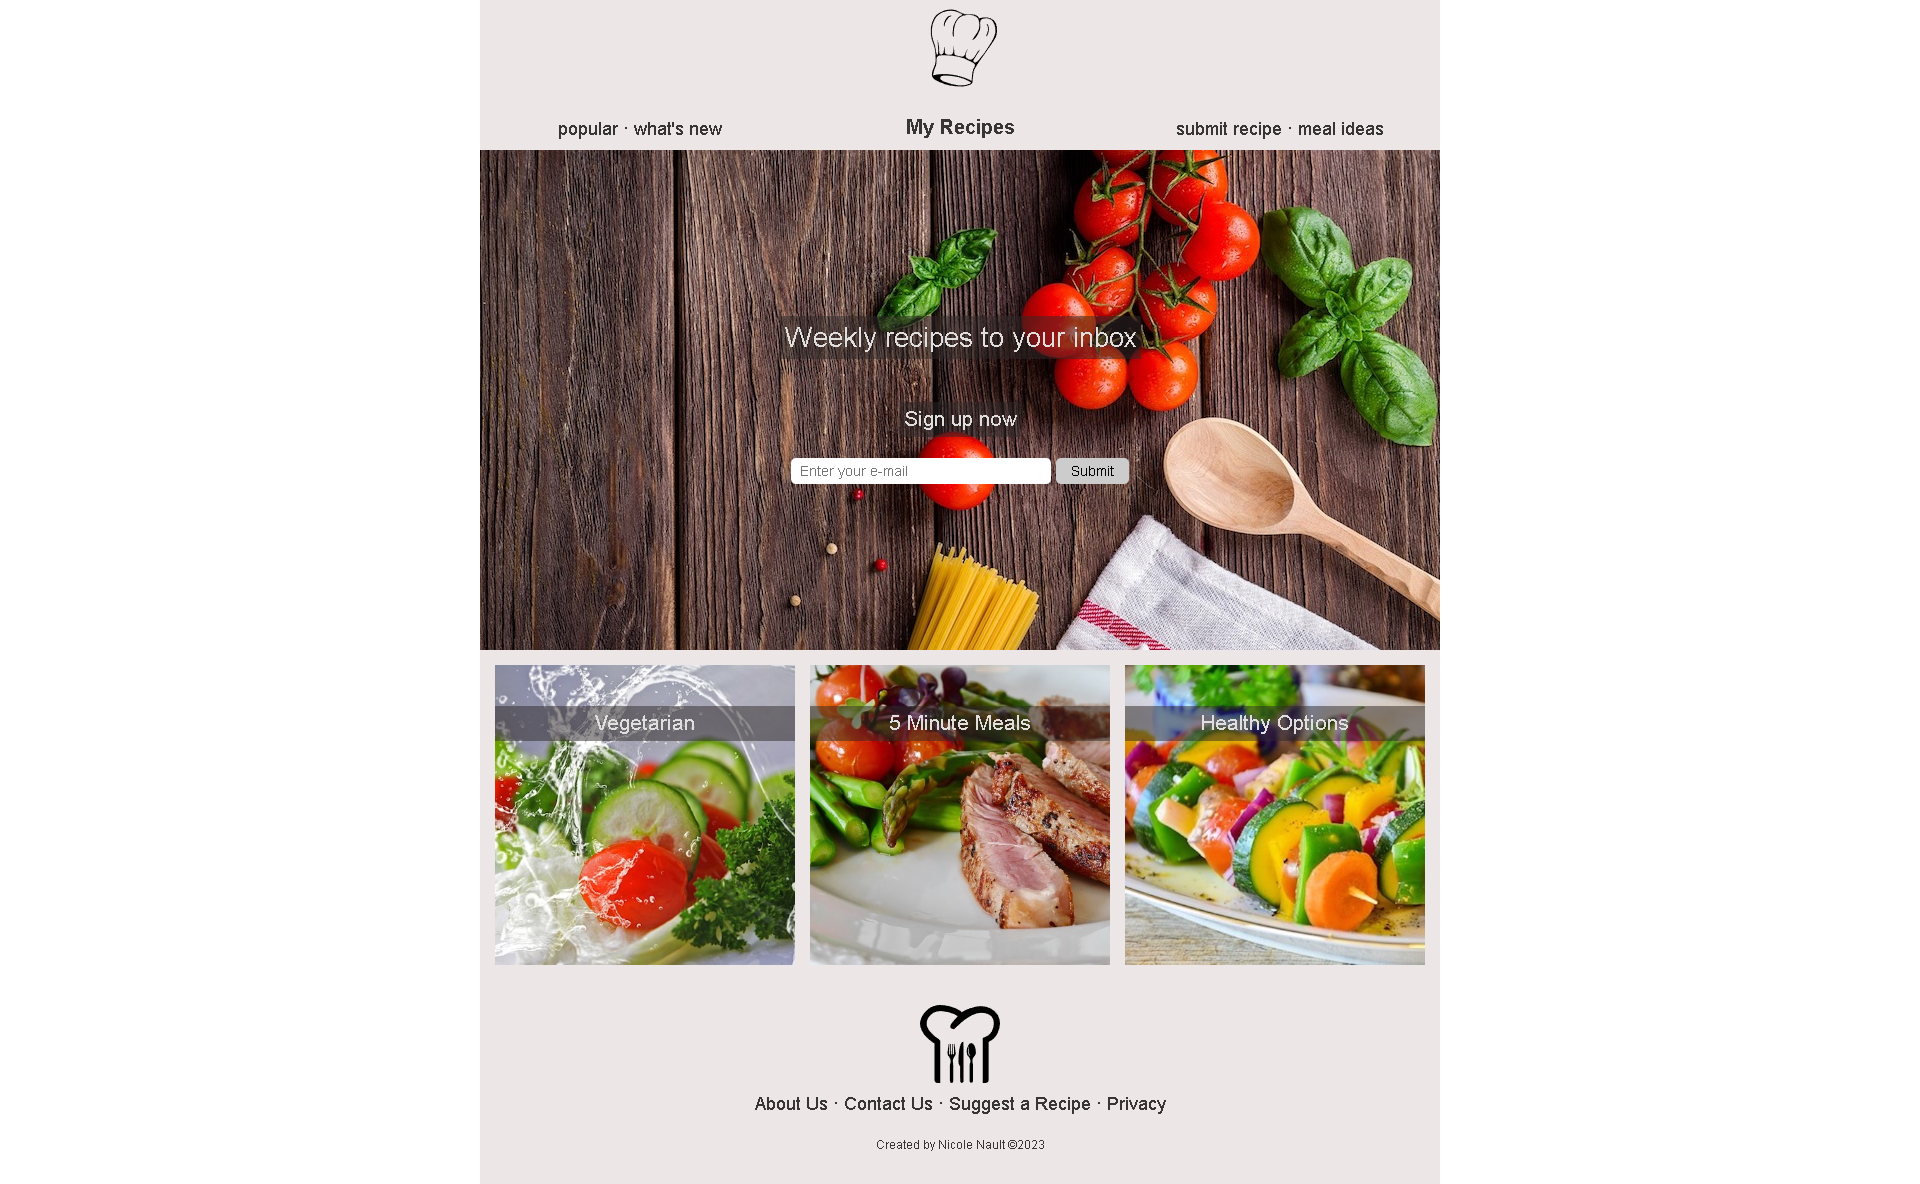 popular · what's new
My Recipes
submit recipe · meal ideas
Weekly recipes to your inbox
Sign up now
Enter your e-mail
Submit
Vegetarian
5 Minute Meals
Healthy Options
About Us · Contact Us · Suggest a Recipe · Privacy
Created by Nicole Nault ©2023